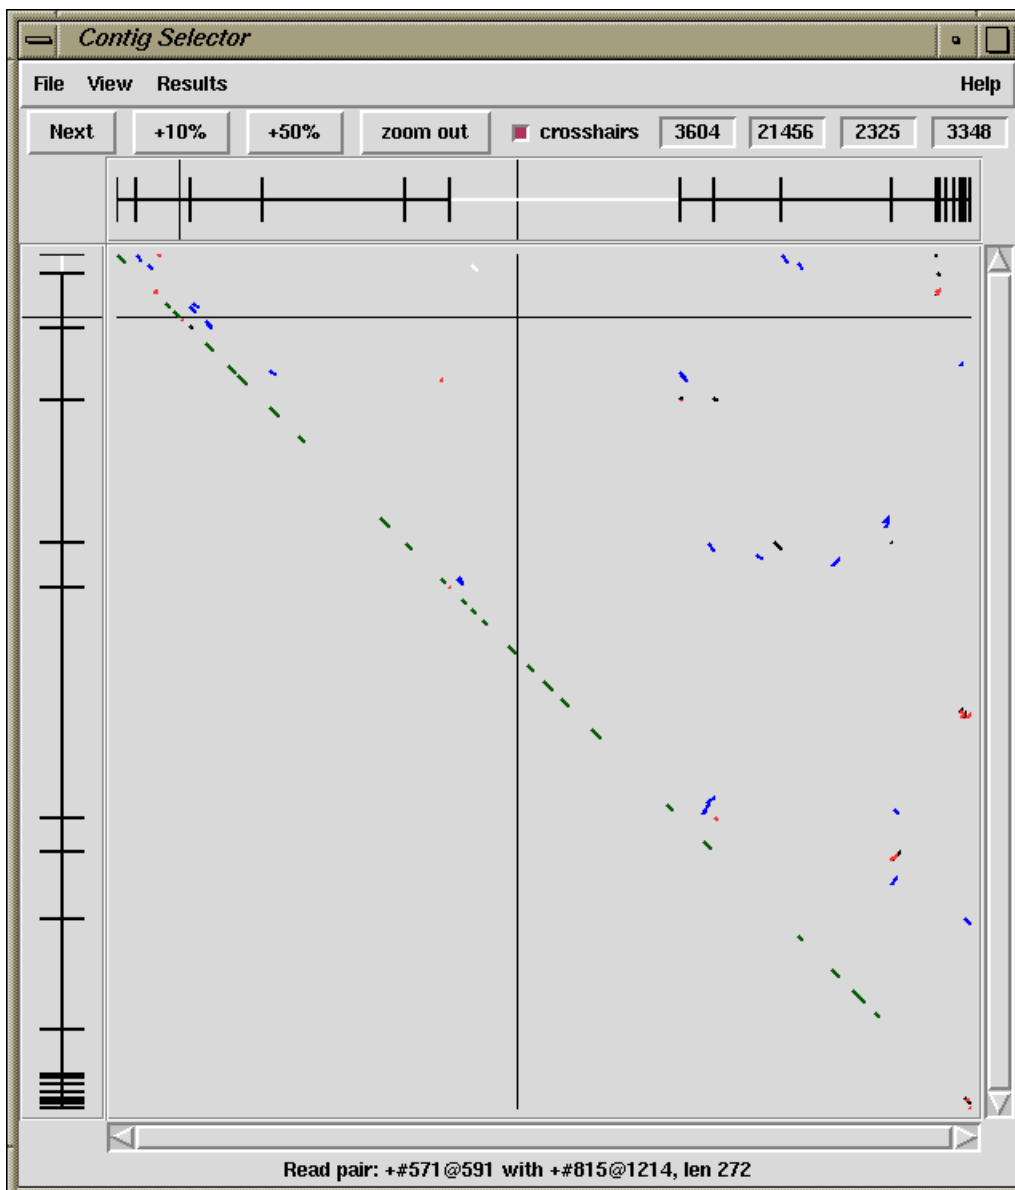 Contig Selector
File View Results Help
Next +10% +50% zoom out crosshairs 3604 21456 2325 3348
Read pair: +#571@591 with +#815@1214, len 272